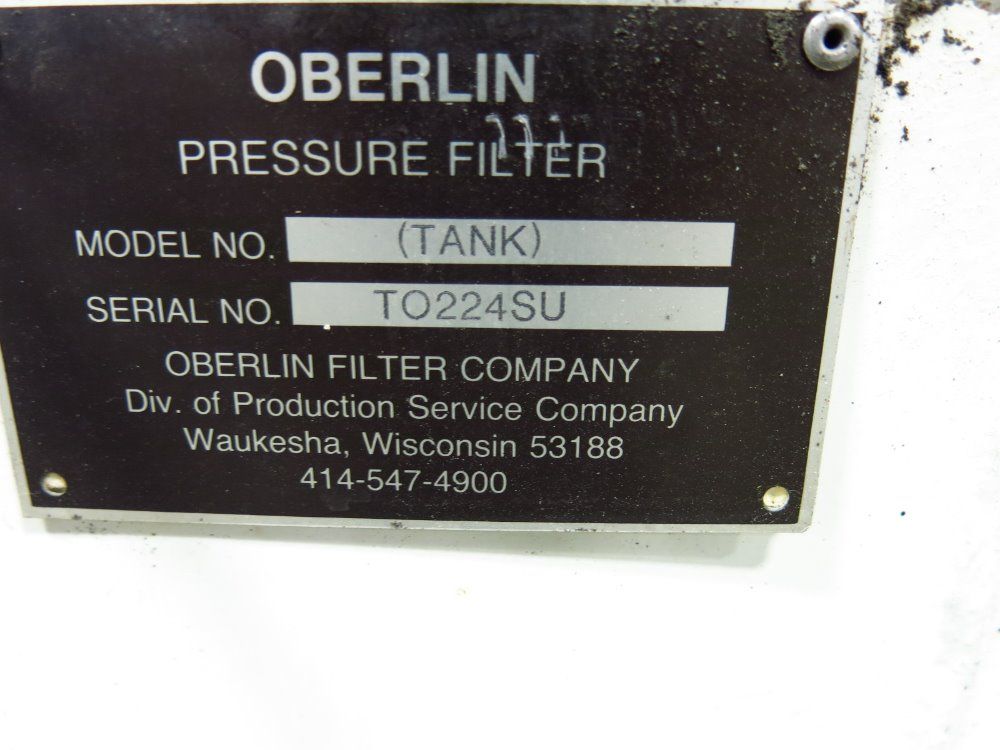 OBERLIN
PRESSURE FILTER
MODEL NO. (TANK)
SERIAL NO. TO224SU
OBERLIN FILTER COMPANY
Div. of Production Service Company
Waukesha, Wisconsin 53188
414-547-4900